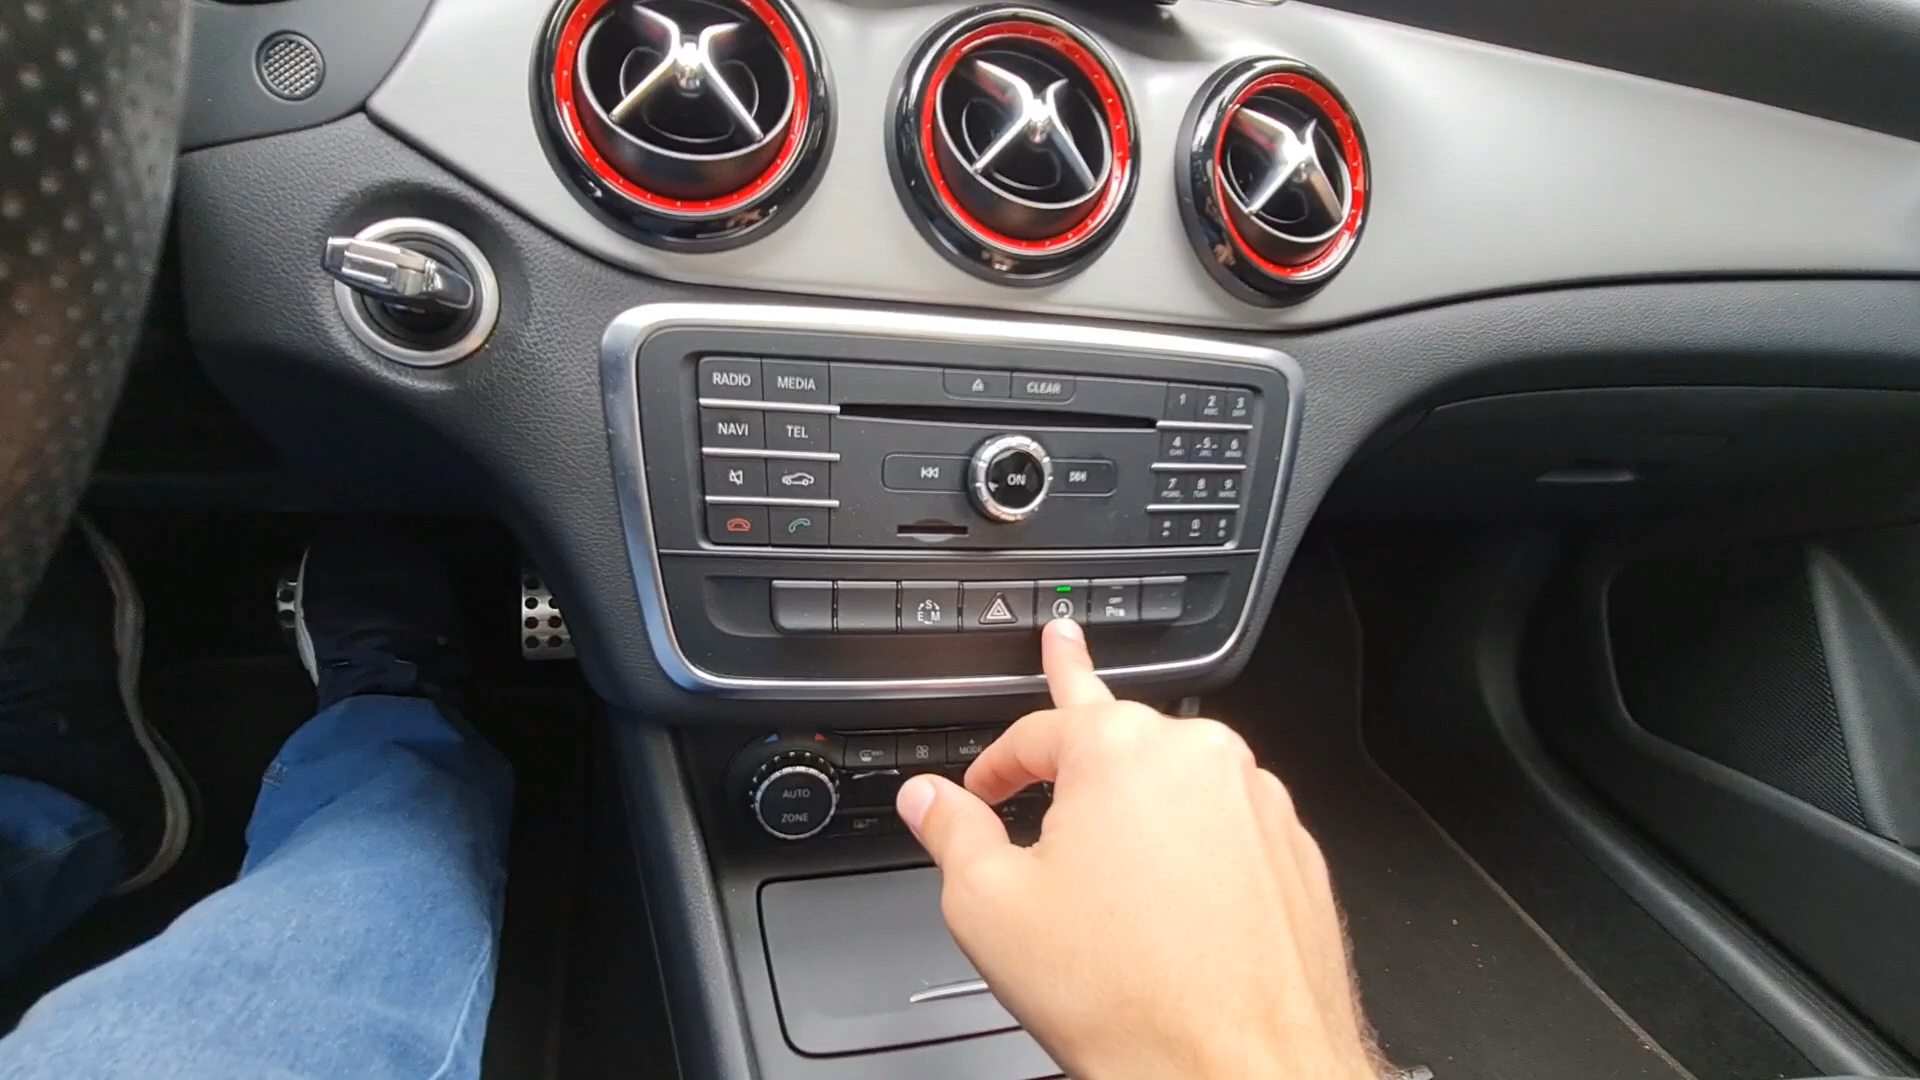 RADIO MEDIA CLEAR
1 2 3
NAVI TEL
4 5 6
ON
7 8 9
S
E M
A
OFF
MODE
AUTO
ZONE